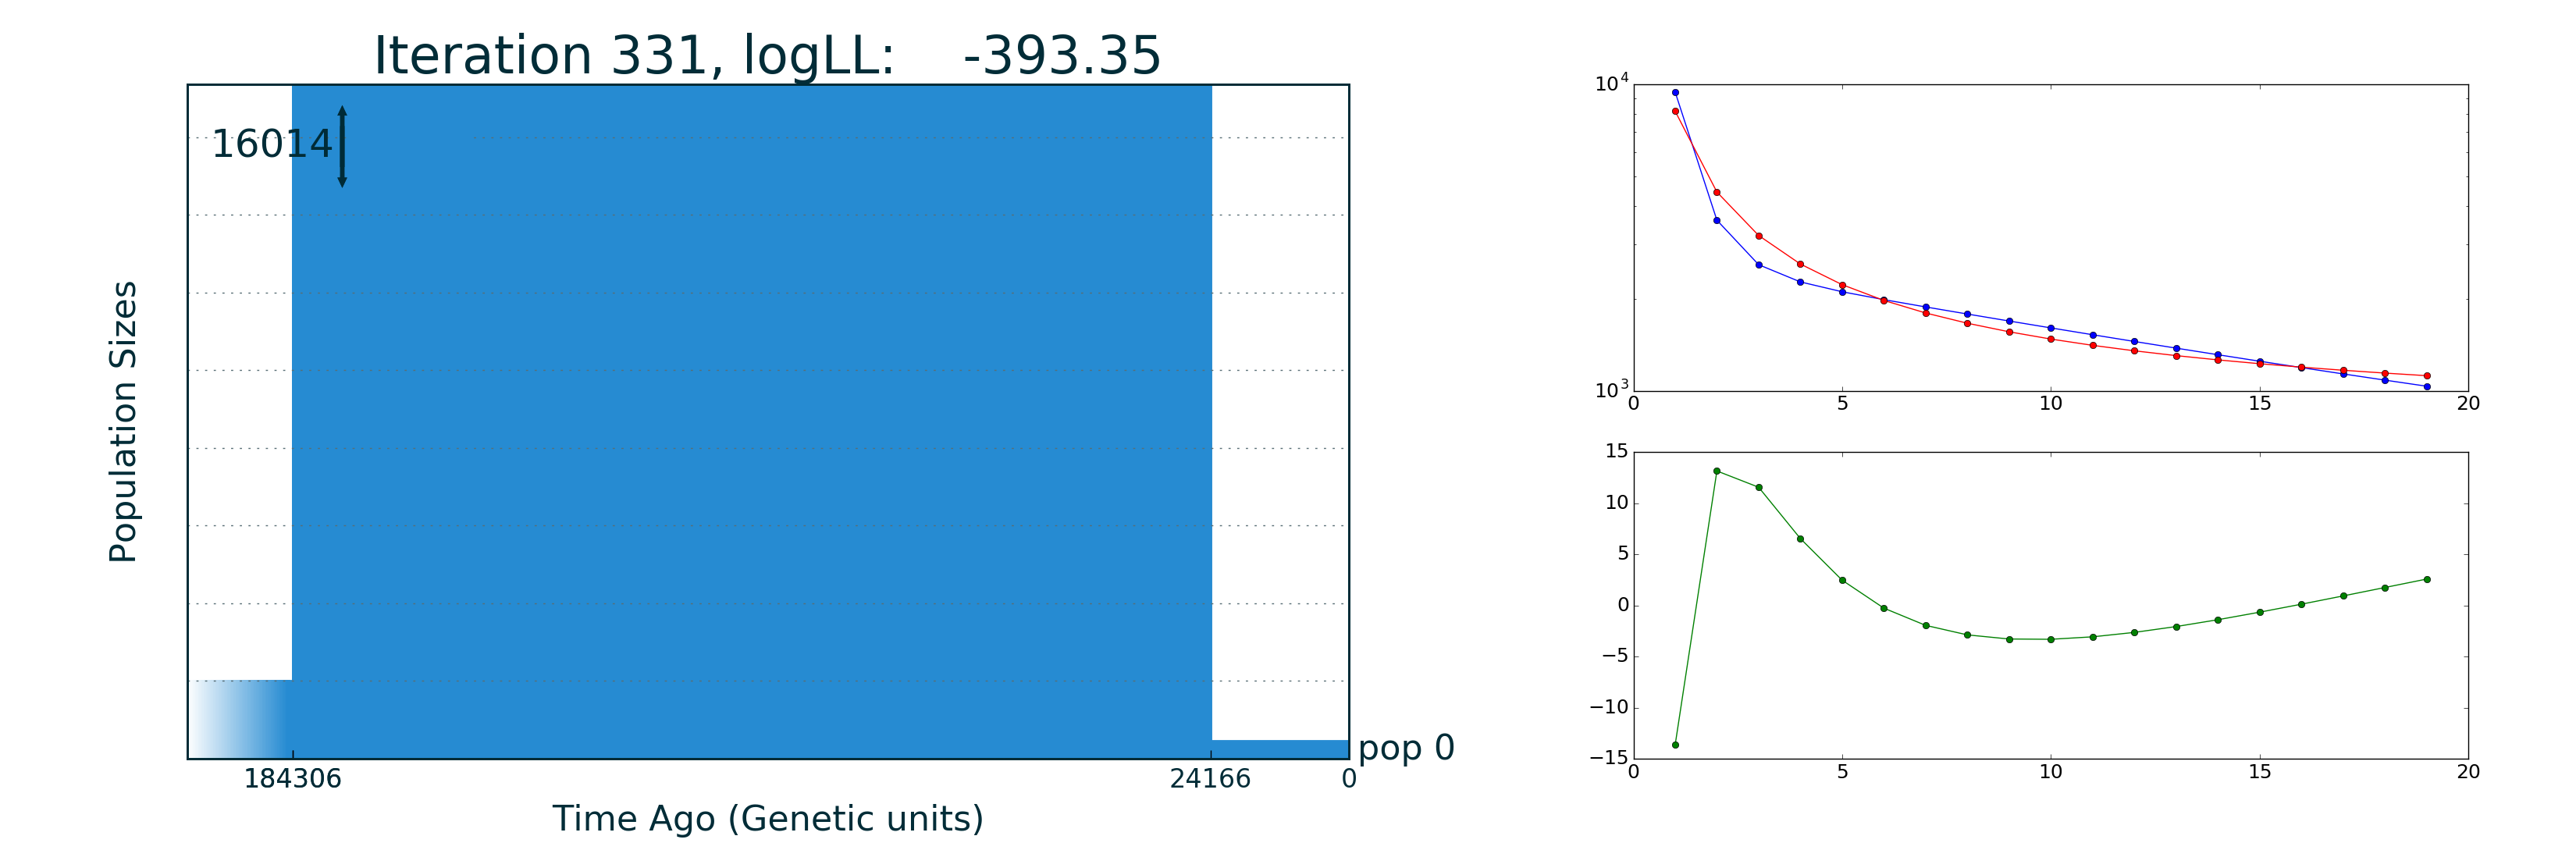 Iteration 331, logLL: -393.35
16014
Population Sizes
pop 0
184306 24166 0
Time Ago (Genetic units)
10^4
10^3
0 5 10 15 20
15
10
5
0
−5
−10
−15
0 5 10 15 20